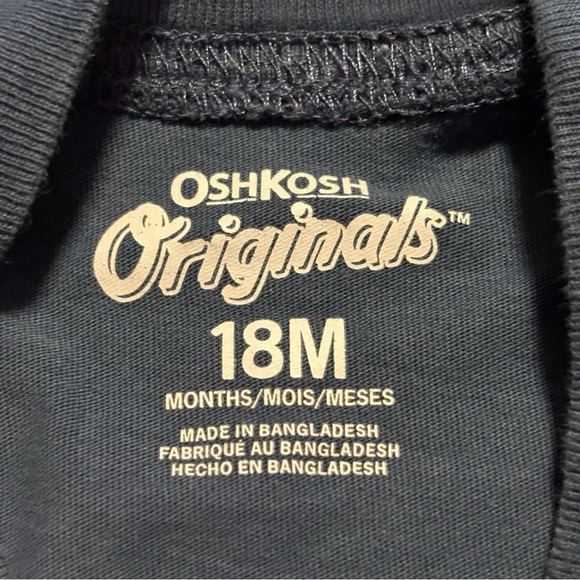 OSHKOSH
Originals™
18M
MONTHS/MOIS/MESES
MADE IN BANGLADESH
FABRIQUÉ AU BANGLADESH
HECHO EN BANGLADESH